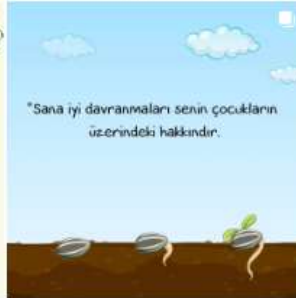 "Sana iyi davranmaları senin çocukların
üzerindeki hakkındır.